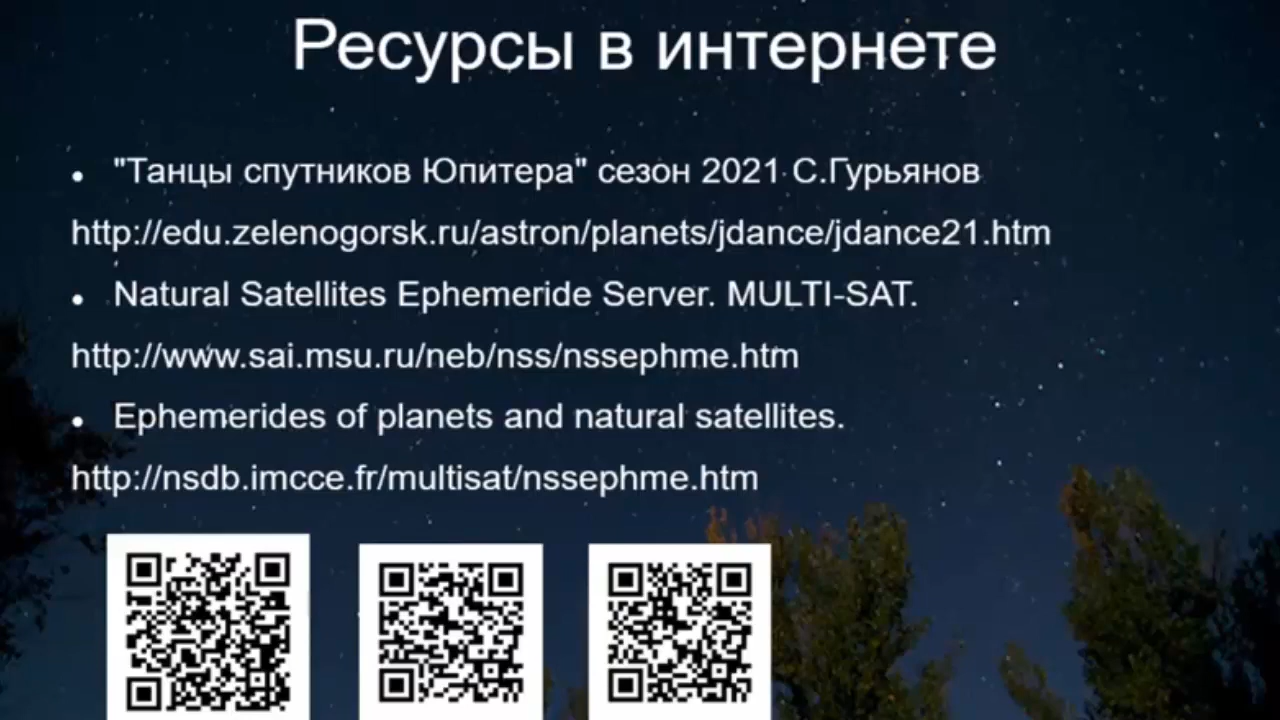 Ресурсы в интернете
• "Танцы спутников Юпитера" сезон 2021 С.Гурьянов
http://edu.zelenogorsk.ru/astron/planets/jdance/jdance21.htm
• Natural Satellites Ephemeride Server. MULTI-SAT.
http://www.sai.msu.ru/neb/nss/nssephme.htm
• Ephemerides of planets and natural satellites.
http://nsdb.imcce.fr/multisat/nssephme.htm